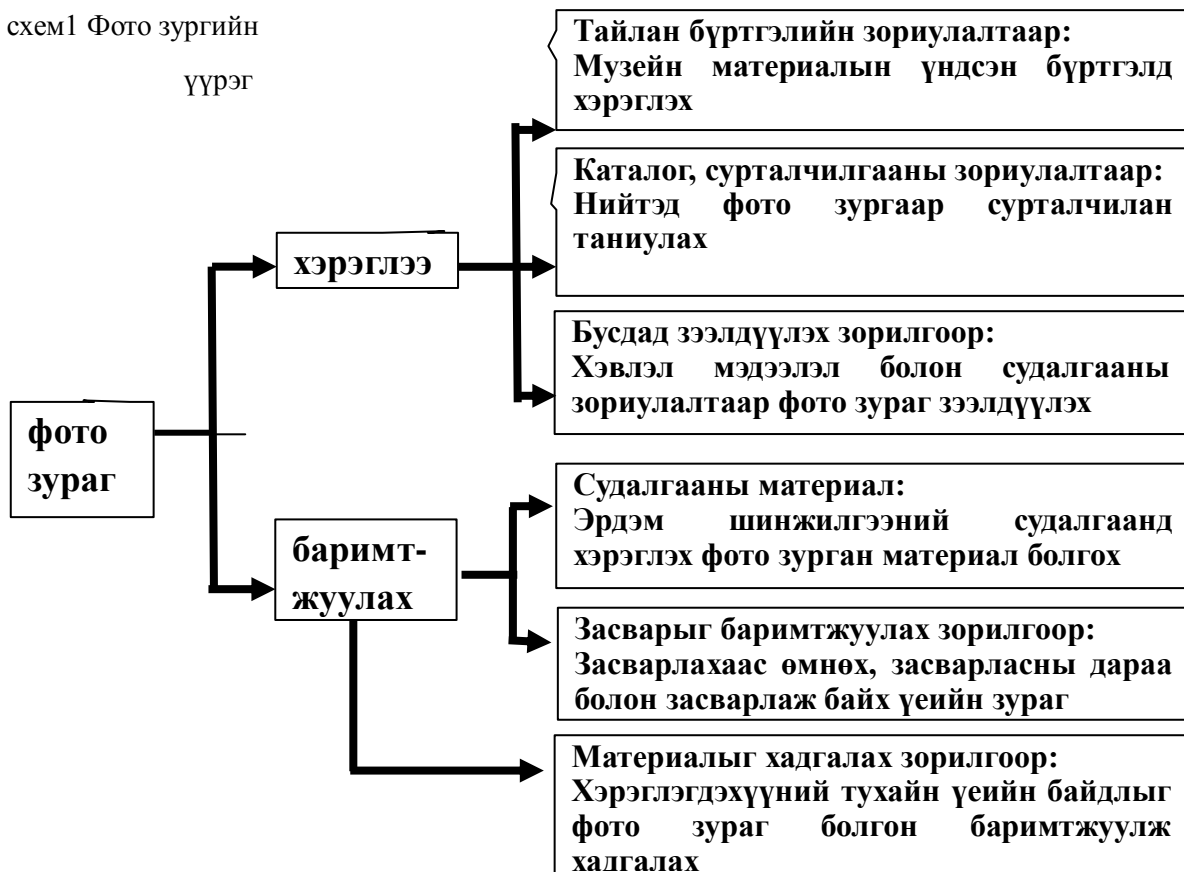 схем1 Фото зургийн
үүрэг
Тайлан бүртгэлийн зориулалтаар:
Музейн материалын үндсэн бүртгэлд
хэрэглэх
Каталог, сурталчилгааны зориулалтаар:
Нийтэд фото зургаар сурталчилан
таниулах
хэрэглээ
Бусдад зээлдүүлэх зорилгоор:
Хэвлэл мэдээлэл болон судалгааны
зориулалтаар фото зураг зээлдүүлэх
фото
зураг
Судалгааны материал:
Эрдэм шинжилгээний судалгаанд
хэрэглэх фото зурган материал болгох
баримт-
жуулах
Засварыг баримтжуулах зорилгоор:
Засварлахаас өмнөх, засварласны дараа
болон засварлаж байх үеийн зураг
Материалыг хадгалах зорилгоор:
Хэрэглэгдэхүүний тухайн үеийн байдлыг
фото зураг болгон баримтжуулж
хадгалах